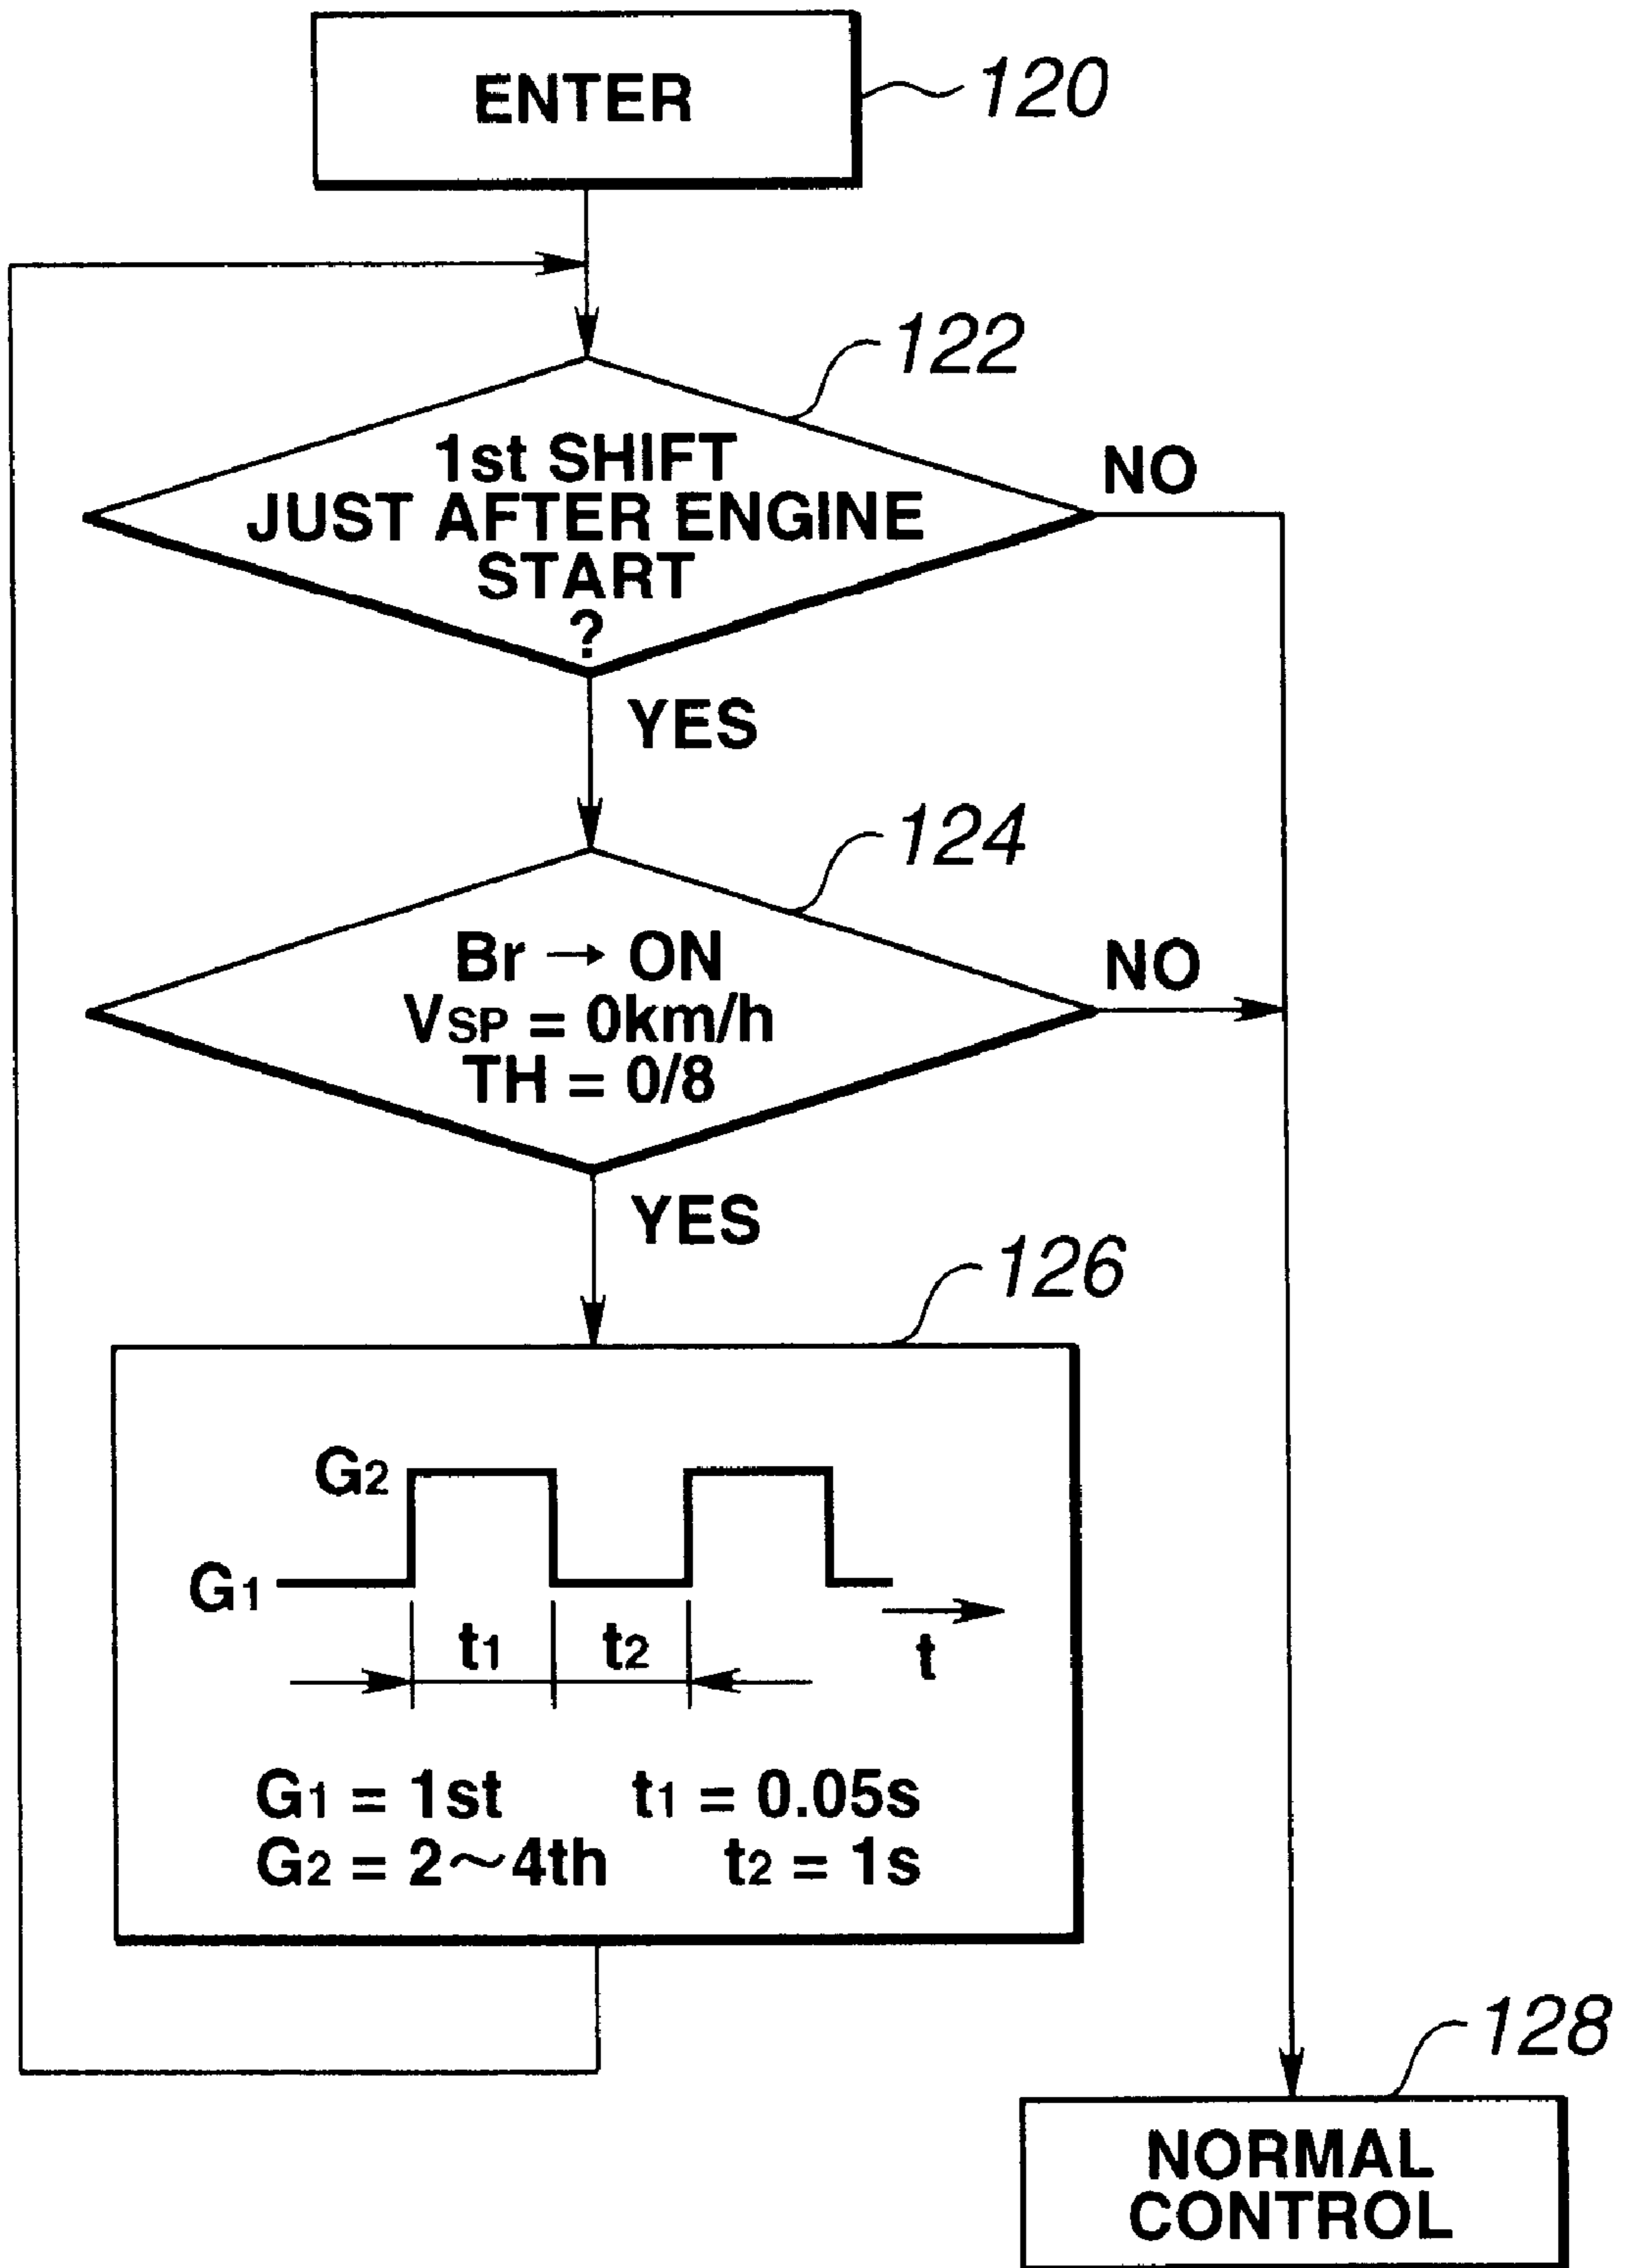 ENTER
120
122
1st SHIFT
JUST AFTER ENGINE
START
?
NO
YES
124
Br → ON
VSP = 0km/h
TH = 0/8
NO
YES
126
G2
G1
t1 t2 t
G1 = 1st t1 = 0.05s
G2 = 2~4th t2 = 1s
128
NORMAL
CONTROL